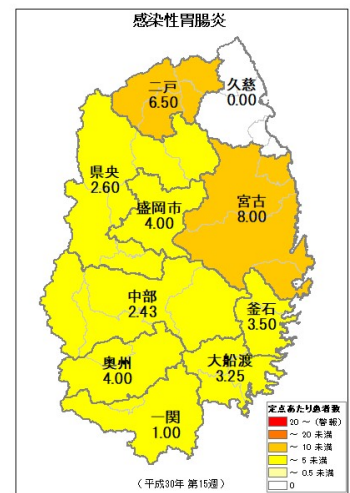 感染性胃腸炎
二戸
6.50
久慈
0.00
県央
2.60
盛岡市
4.00
宮古
8.00
中部
2.43
釜石
3.50
奥州
4.00
大船渡
3.25
一関
1.00
定点あたり患者数
20 ～ (警報)
～ 20 未満
～ 10 未満
～ 5 未満
～ 0.5 未満
0
(平成30年 第15週)